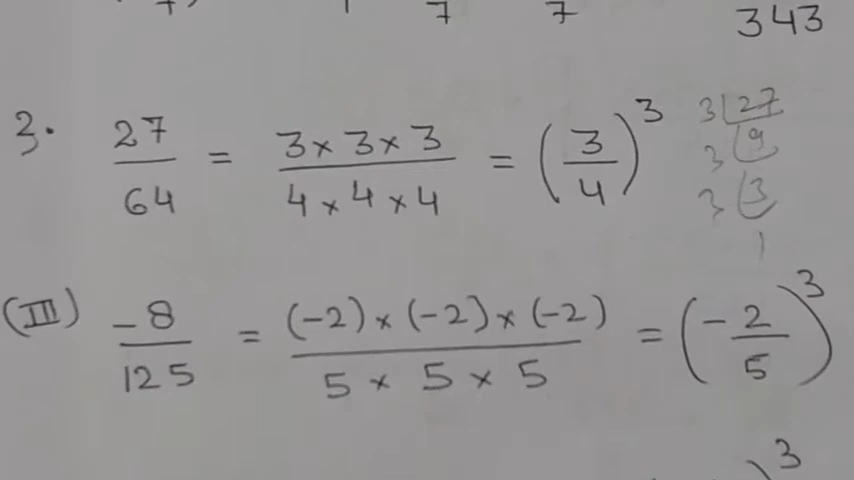 7 7 343
3. 27/64 = 3 × 3 × 3 / 4 × 4 × 4 = (3/4)^3
3 | 27
3 | 9
3 | 3
1
(III) -8/125 = (-2) × (-2) × (-2) / 5 × 5 × 5 = (-2/5)^3
)^3